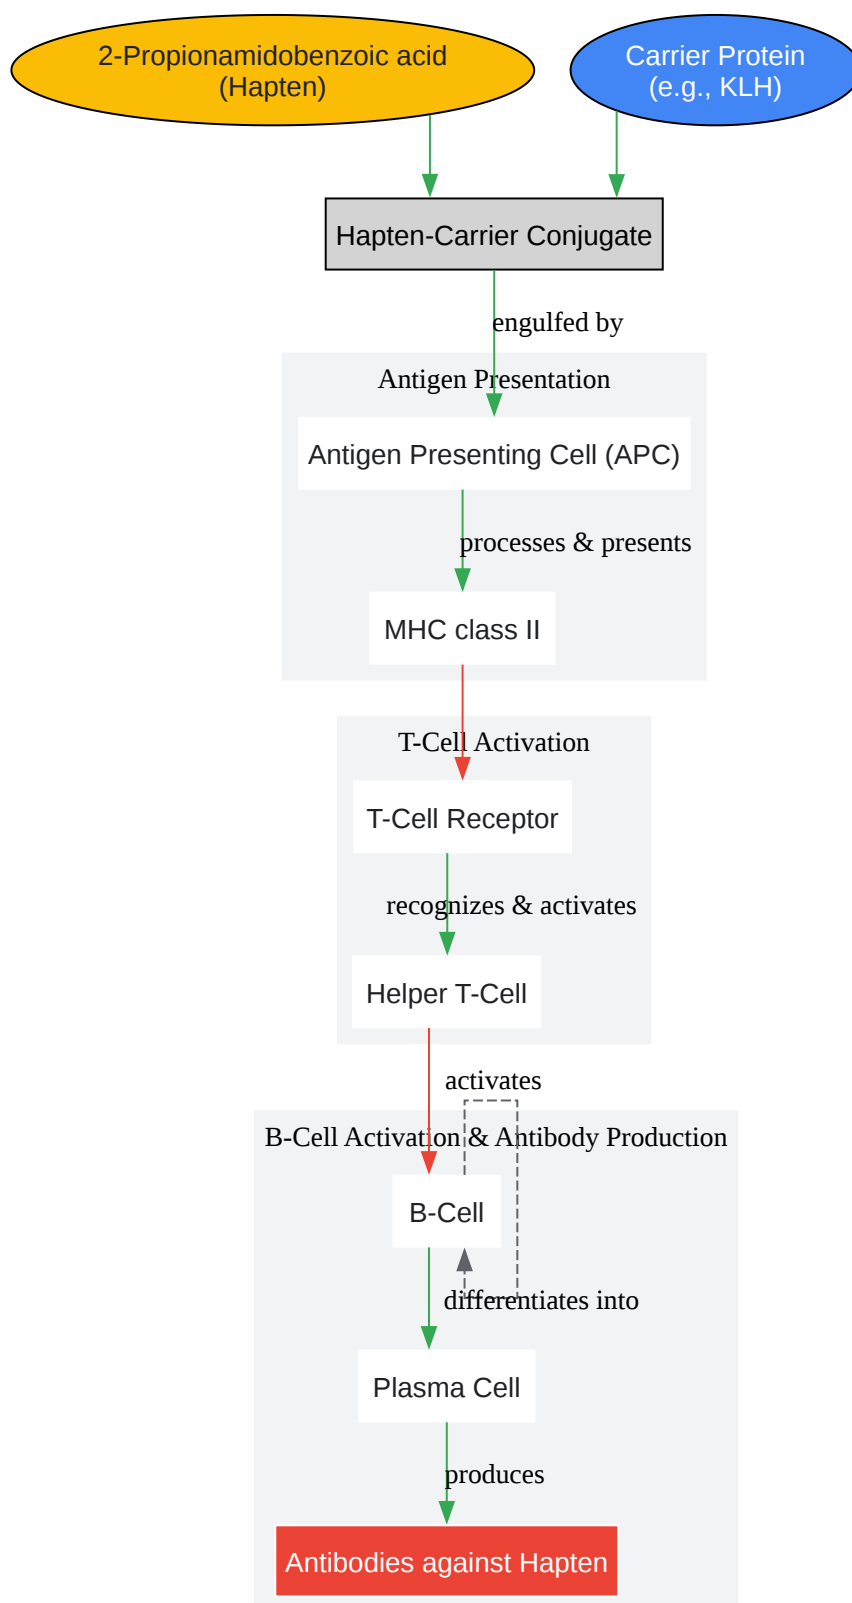 2-Propionamidobenzoic acid
(Hapten)
Carrier Protein
(e.g., KLH)
Hapten-Carrier Conjugate
engulfed by
Antigen Presentation
Antigen Presenting Cell (APC)
processes & presents
MHC class II
T-Cell Activation
T-Cell Receptor
recognizes & activates
Helper T-Cell
activates
B-Cell Activation & Antibody Production
B-Cell
differentiates into
Plasma Cell
produces
Antibodies against Hapten